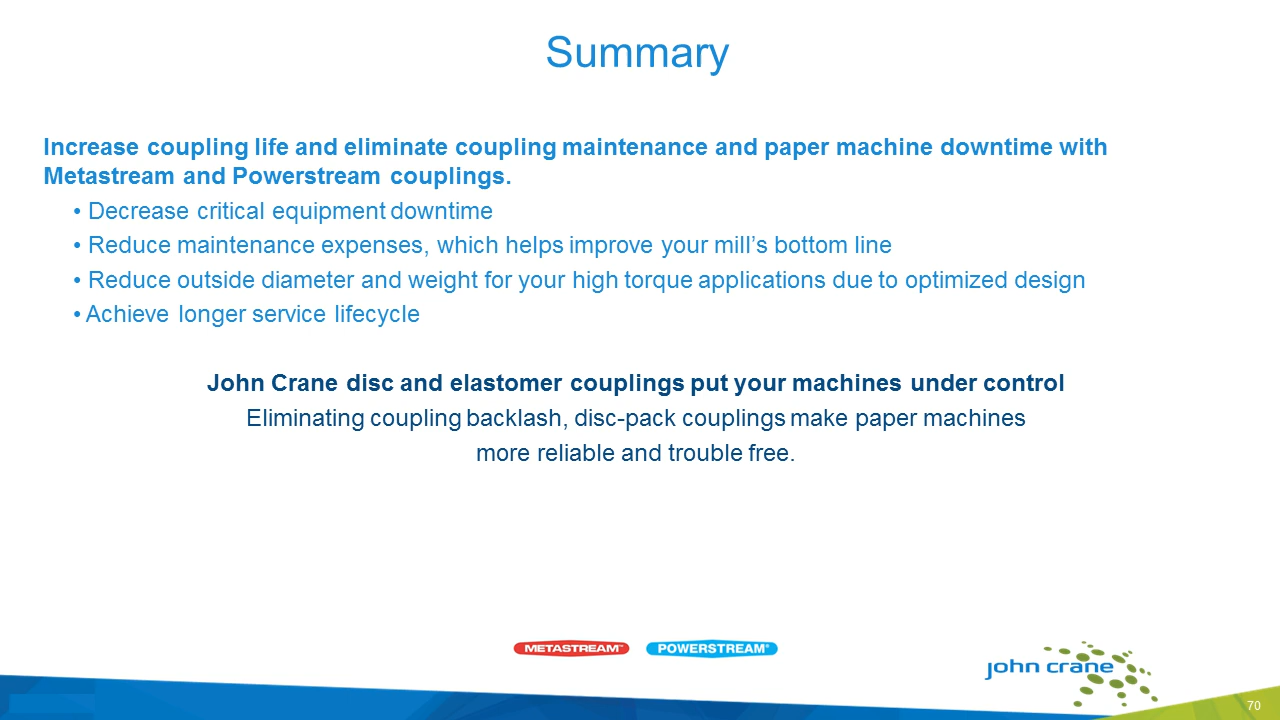 Summary
Increase coupling life and eliminate coupling maintenance and paper machine downtime with
Metastream and Powerstream couplings.
• Decrease critical equipment downtime
• Reduce maintenance expenses, which helps improve your mill’s bottom line
• Reduce outside diameter and weight for your high torque applications due to optimized design
• Achieve longer service lifecycle
John Crane disc and elastomer couplings put your machines under control
Eliminating coupling backlash, disc-pack couplings make paper machines
more reliable and trouble free.
METASTREAM™ POWERSTREAM®
john crane
70